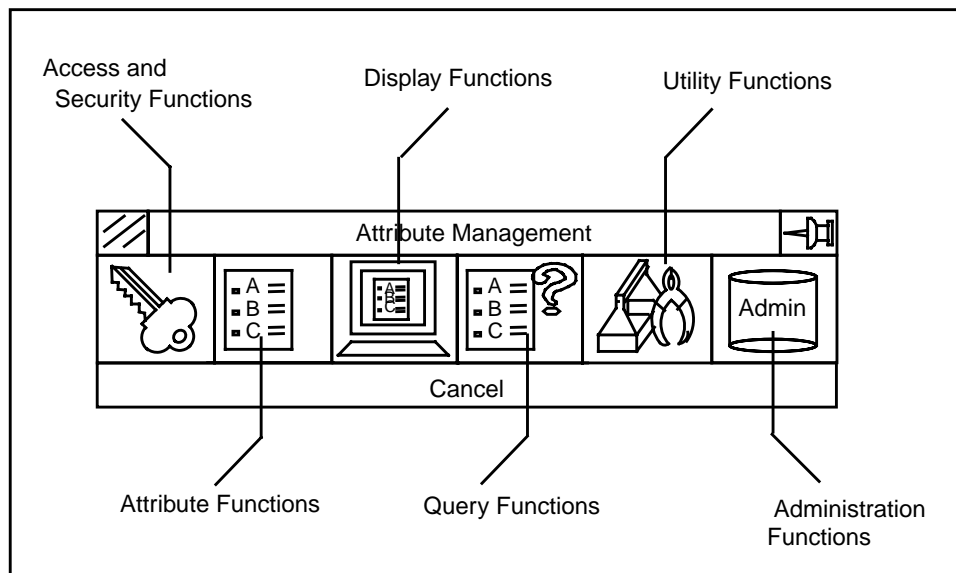 Access and
Security Functions
Display Functions
Utility Functions
Attribute Management
A
B
C
A
B
C
A
B
C
Admin
Cancel
Attribute Functions
Query Functions
Administration
Functions